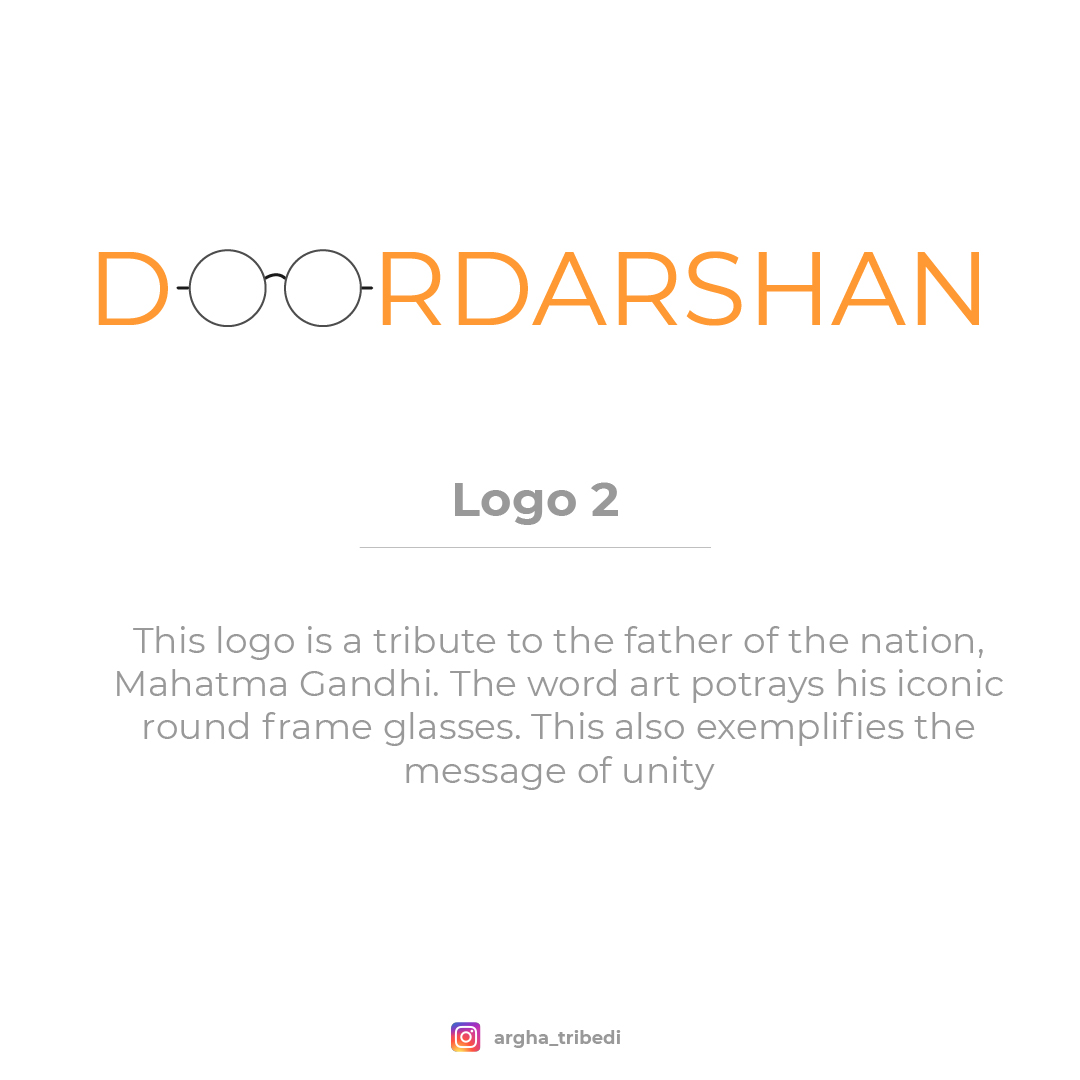 DOORDARSHAN
Logo 2
This logo is a tribute to the father of the nation,
Mahatma Gandhi. The word art potrays his iconic
round frame glasses. This also exemplifies the
message of unity
argha_tribedi